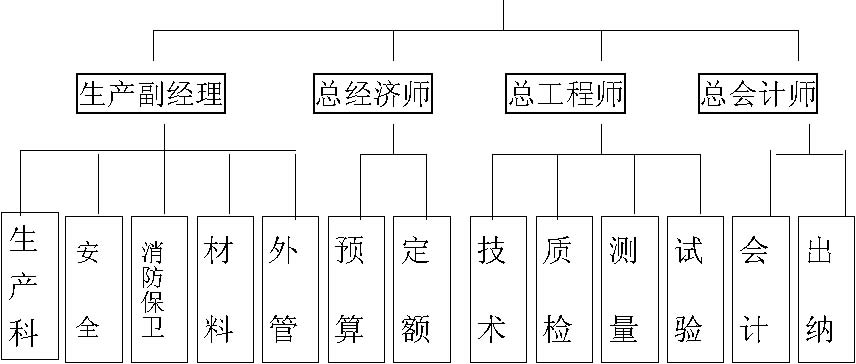 生产副经理
总经济师
总工程师
总会计师
生产科
安全
消防保卫
材料
外管
预算
定额
技术
质检
测量
试验
会计
出纳